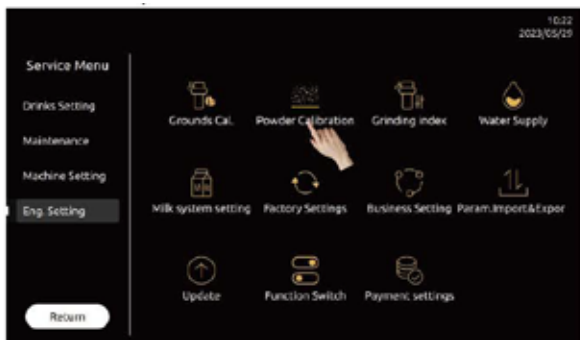 10:22
2023/05/29
Service Menu
Drinks Setting
Maintenance
Machine Setting
Eng. Setting
Return
Grounds Cal.
Powder Calibration
Grinding index
Water Supply
Milk system setting
Factory Settings
Business Setting
Param.Import&Expor
Update
Function Switch
Payment settings